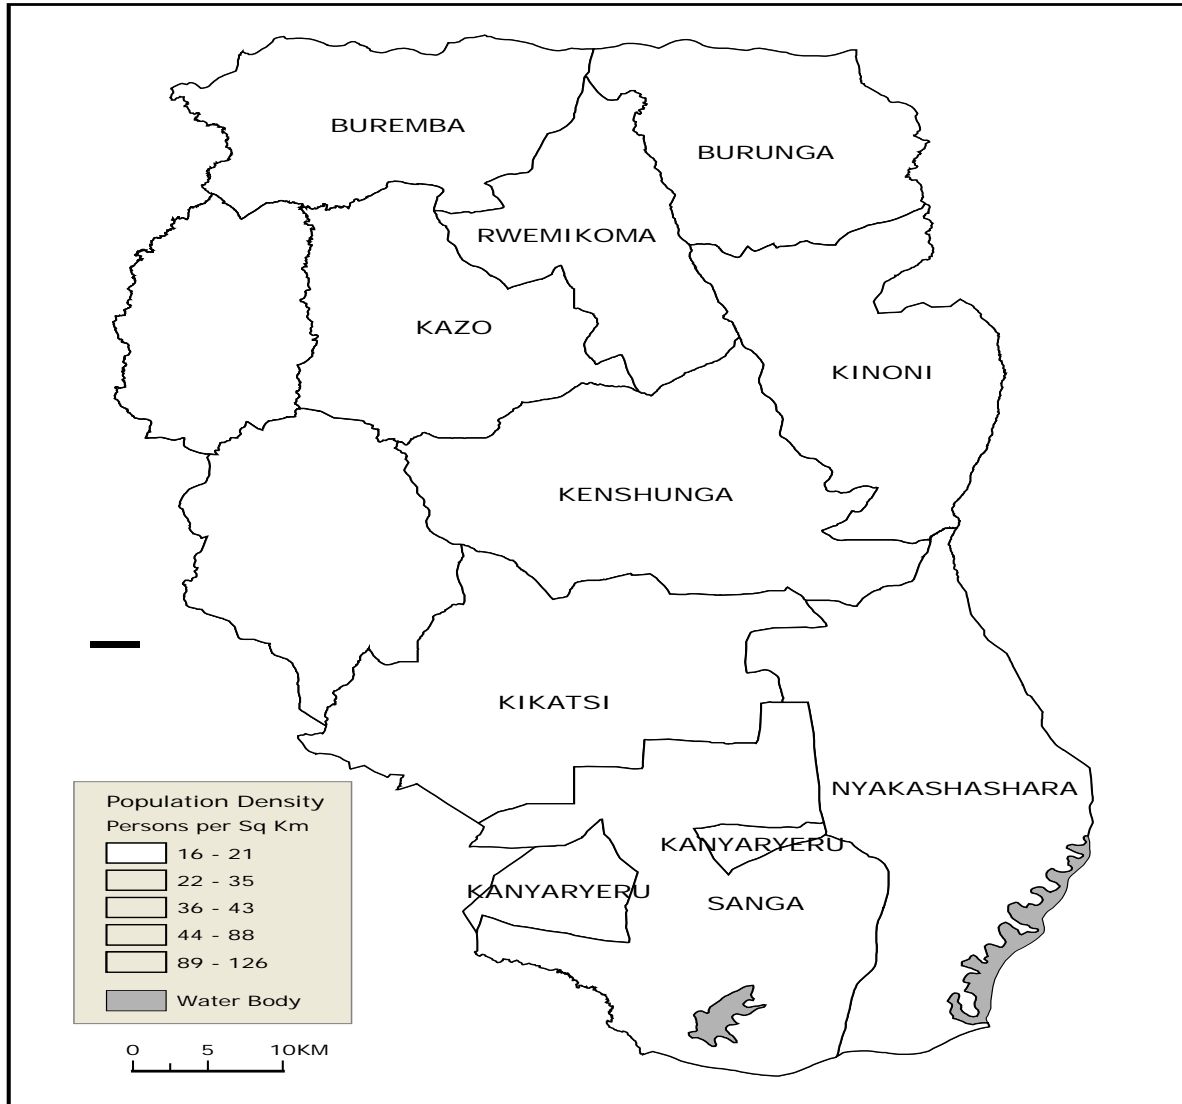 BUREMBA
BURUNGA
RWEMIKOMA
KAZO
KINONI
KENSHUNGA
KIKATSI
NYAKASHASHARA
KANYARYERU
KANYARYERU
SANGA
Population Density
Persons per Sq Km
16 - 21
22 - 35
36 - 43
44 - 88
89 - 126
Water Body
0 5 10KM